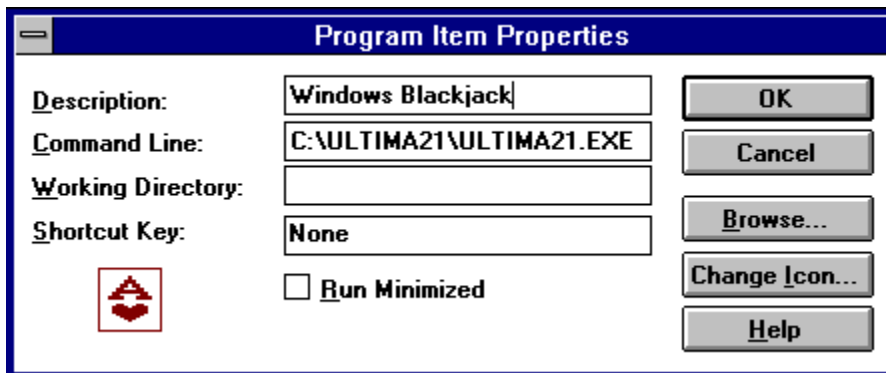 Program Item Properties
Description: Windows Blackjack OK
Command Line: C:\ULTIMA21\ULTIMA21.EXE Cancel
Working Directory:
Shortcut Key: None Browse...
Run Minimized Change Icon...
Help